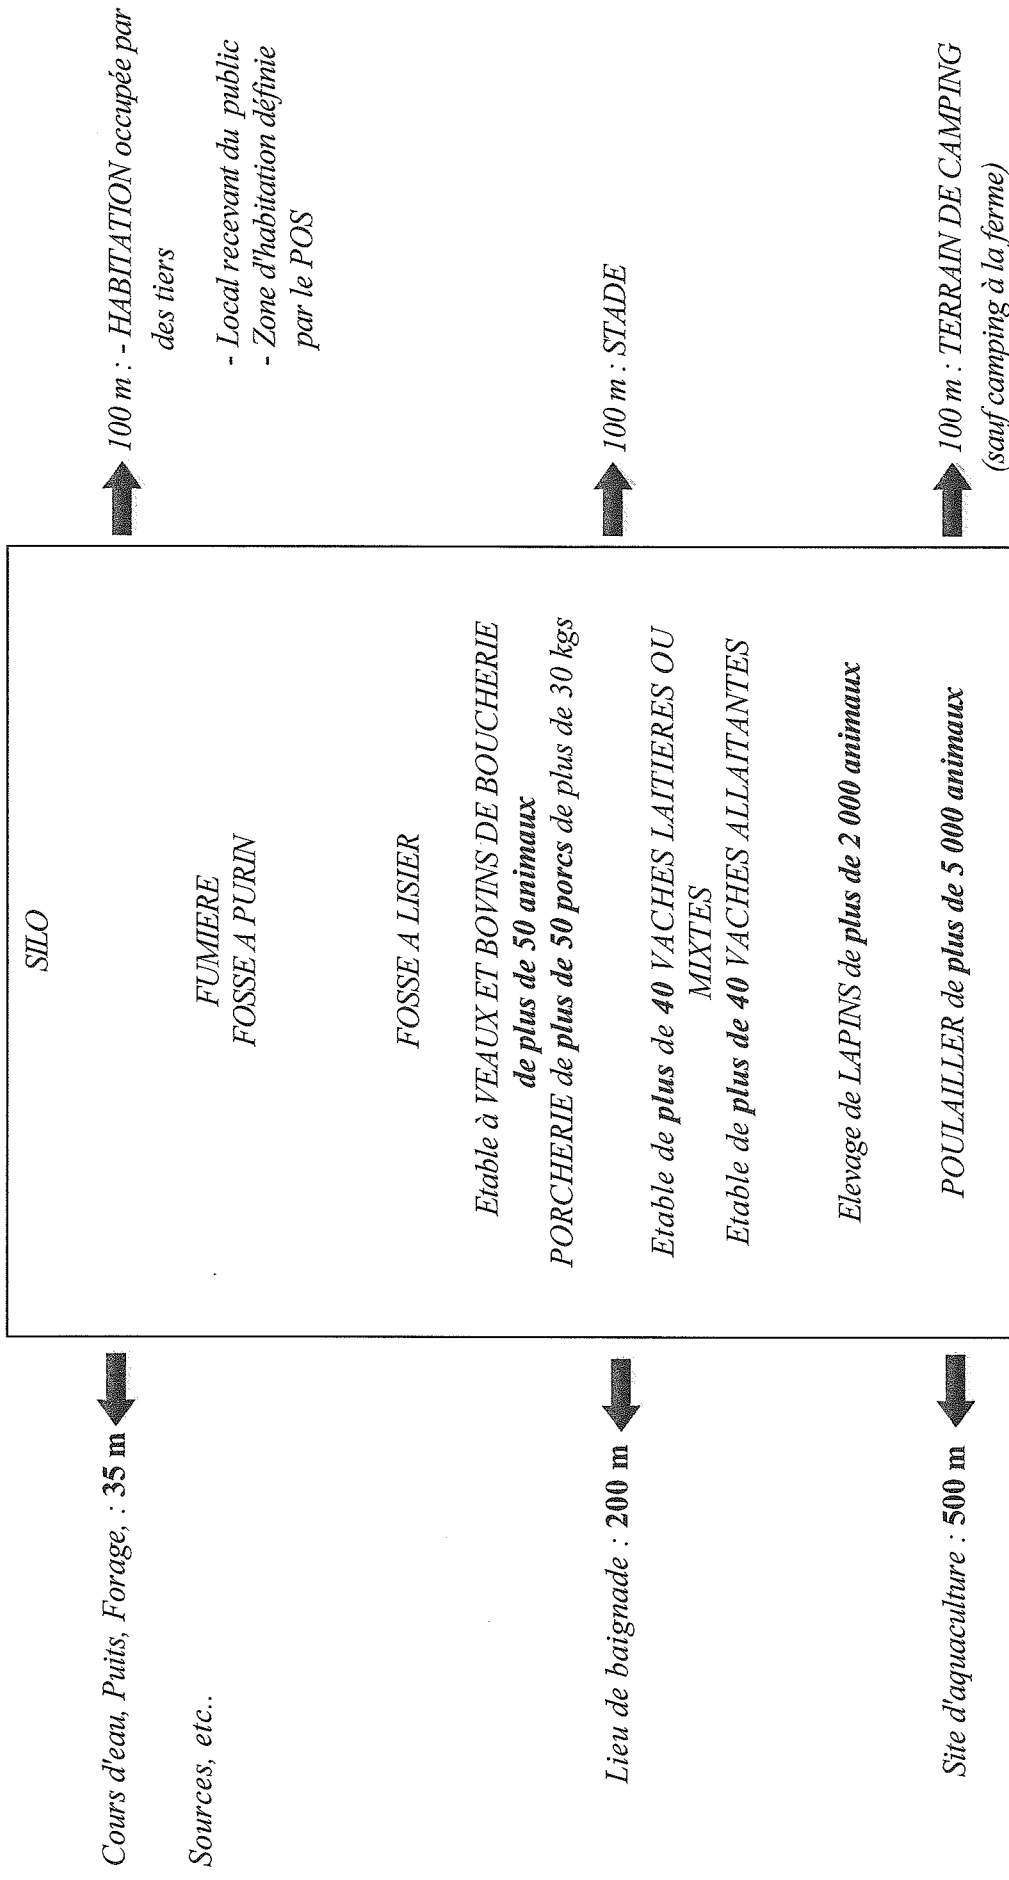 Cours d'eau, Puits, Forage, : 35 m
Sources, etc..
Lieu de baignade : 200 m
Site d'aquaculture : 500 m
SILO
FUMIERE
FOSSE A PURIN
FOSSE A LISIER
Etable à VEAUX ET BOVINS DE BOUCHERIE
de plus de 50 animaux
PORCHERIE de plus de 50 porcs de plus de 30 kgs
Etable de plus de 40 VACHES LAITIERES OU
MIXTES
Etable de plus de 40 VACHES ALLAITANTES
Elevage de LAPINS de plus de 2 000 animaux
POULAILLER de plus de 5 000 animaux
100 m : - HABITATION occupée par
des tiers
- Local recevant du public
- Zone d'habitation définie
par le POS
100 m : STADE
100 m : TERRAIN DE CAMPING
(sauf camping à la ferme)